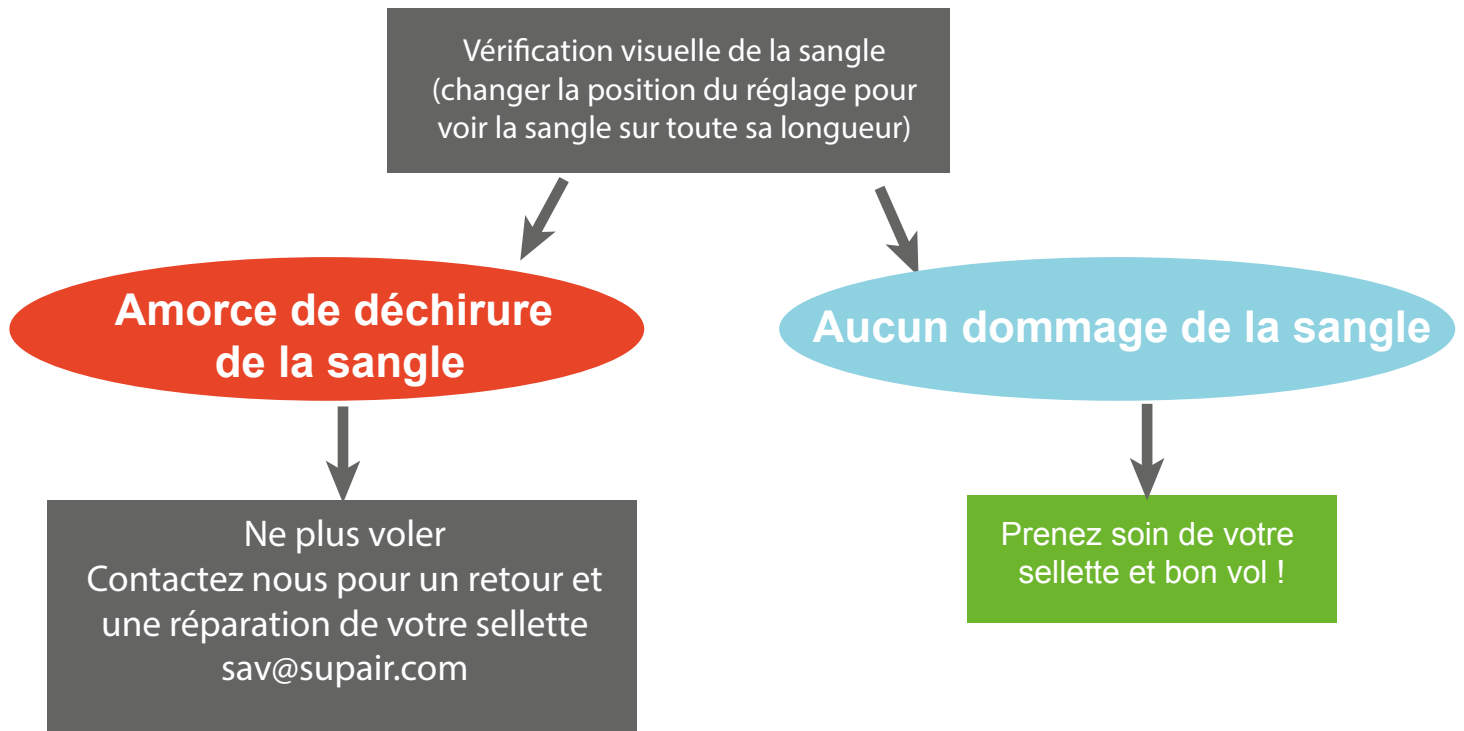 Vérification visuelle de la sangle
(changer la position du réglage pour
voir la sangle sur toute sa longueur)
Amorce de déchirure
de la sangle
Aucun dommage de la sangle
Ne plus voler
Contactez nous pour un retour et
une réparation de votre sellette
sav@supair.com
Prenez soin de votre
sellette et bon vol !